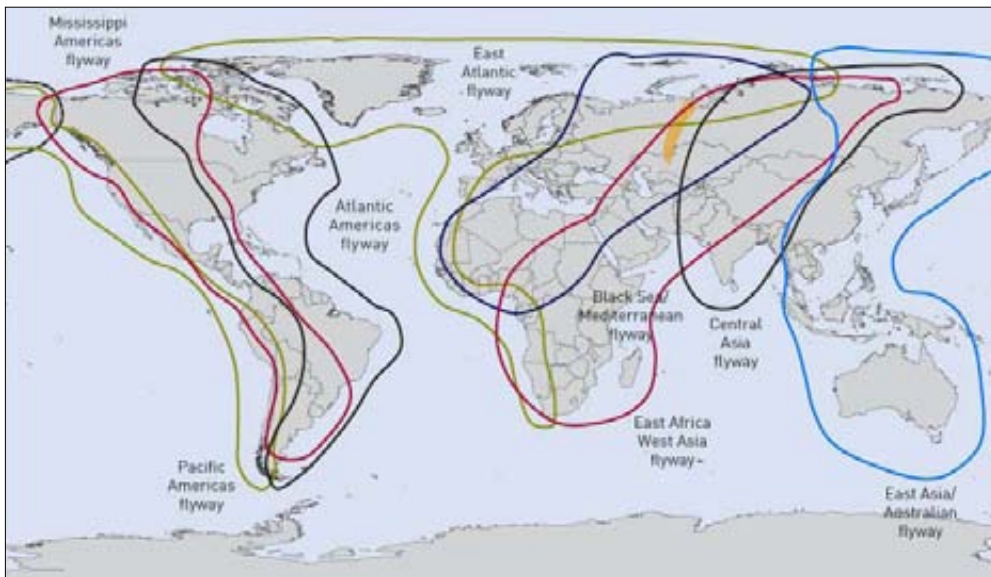 Mississippi
Americas
flyway
East
Atlantic
flyway
Atlantic
Americas
flyway
Black Sea/
Mediterranean
flyway
Central
Asia
flyway
East Africa
West Asia
flyway
Pacific
Americas
flyway
East Asia/
Australian
flyway